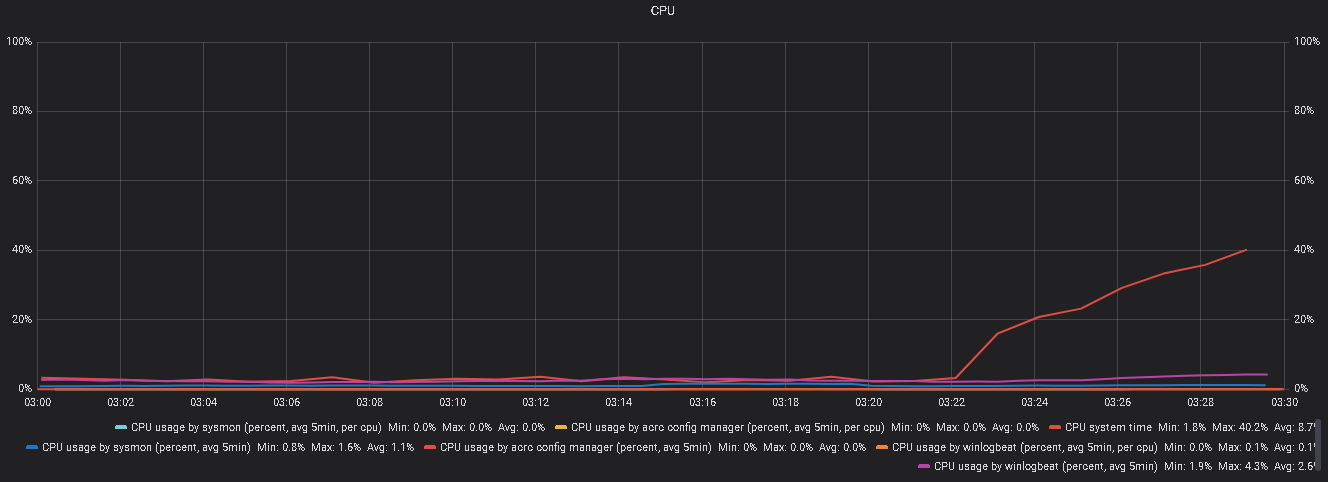 CPU
100% 100%
80% 80%
60% 60%
40% 40%
20% 20%
0% 0%
03:00 03:02 03:04 03:06 03:08 03:10 03:12 03:14 03:16 03:18 03:20 03:22 03:24 03:26 03:28 03:30
CPU usage by sysmon (percent, avg 5min, per cpu) Min: 0.0% Max: 0.0% Avg: 0.0% CPU usage by acrc config manager (percent, avg 5min, per cpu) Min: 0% Max: 0.0% Avg: 0.0% CPU system time Min: 1.8% Max: 40.2% Avg: 8.7%
CPU usage by sysmon (percent, avg 5min) Min: 0.8% Max: 1.6% Avg: 1.1% CPU usage by acrc config manager (percent, avg 5min) Min: 0% Max: 0.0% Avg: 0.0% CPU usage by winlogbeat (percent, avg 5min, per cpu) Min: 0.0% Max: 0.1% Avg: 0.1%
CPU usage by winlogbeat (percent, avg 5min) Min: 1.9% Max: 4.3% Avg: 2.6%